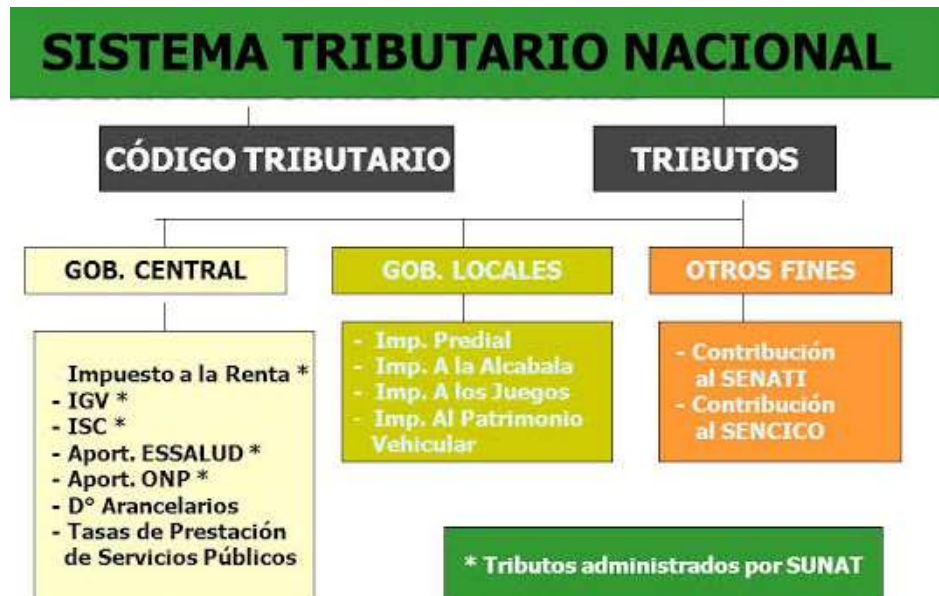 SISTEMA TRIBUTARIO NACIONAL
CÓDIGO TRIBUTARIO
TRIBUTOS
GOB. CENTRAL
GOB. LOCALES
OTROS FINES
Impuesto a la Renta *
- IGV *
- ISC *
- Aport. ESSALUD *
- Aport. ONP *
- D° Arancelarios
- Tasas de Prestación
de Servicios Públicos
- Imp. Predial
- Imp. A la Alcabala
- Imp. A los Juegos
- Imp. Al Patrimonio
Vehicular
- Contribución
al SENATI
- Contribución
al SENCICO
* Tributos administrados por SUNAT